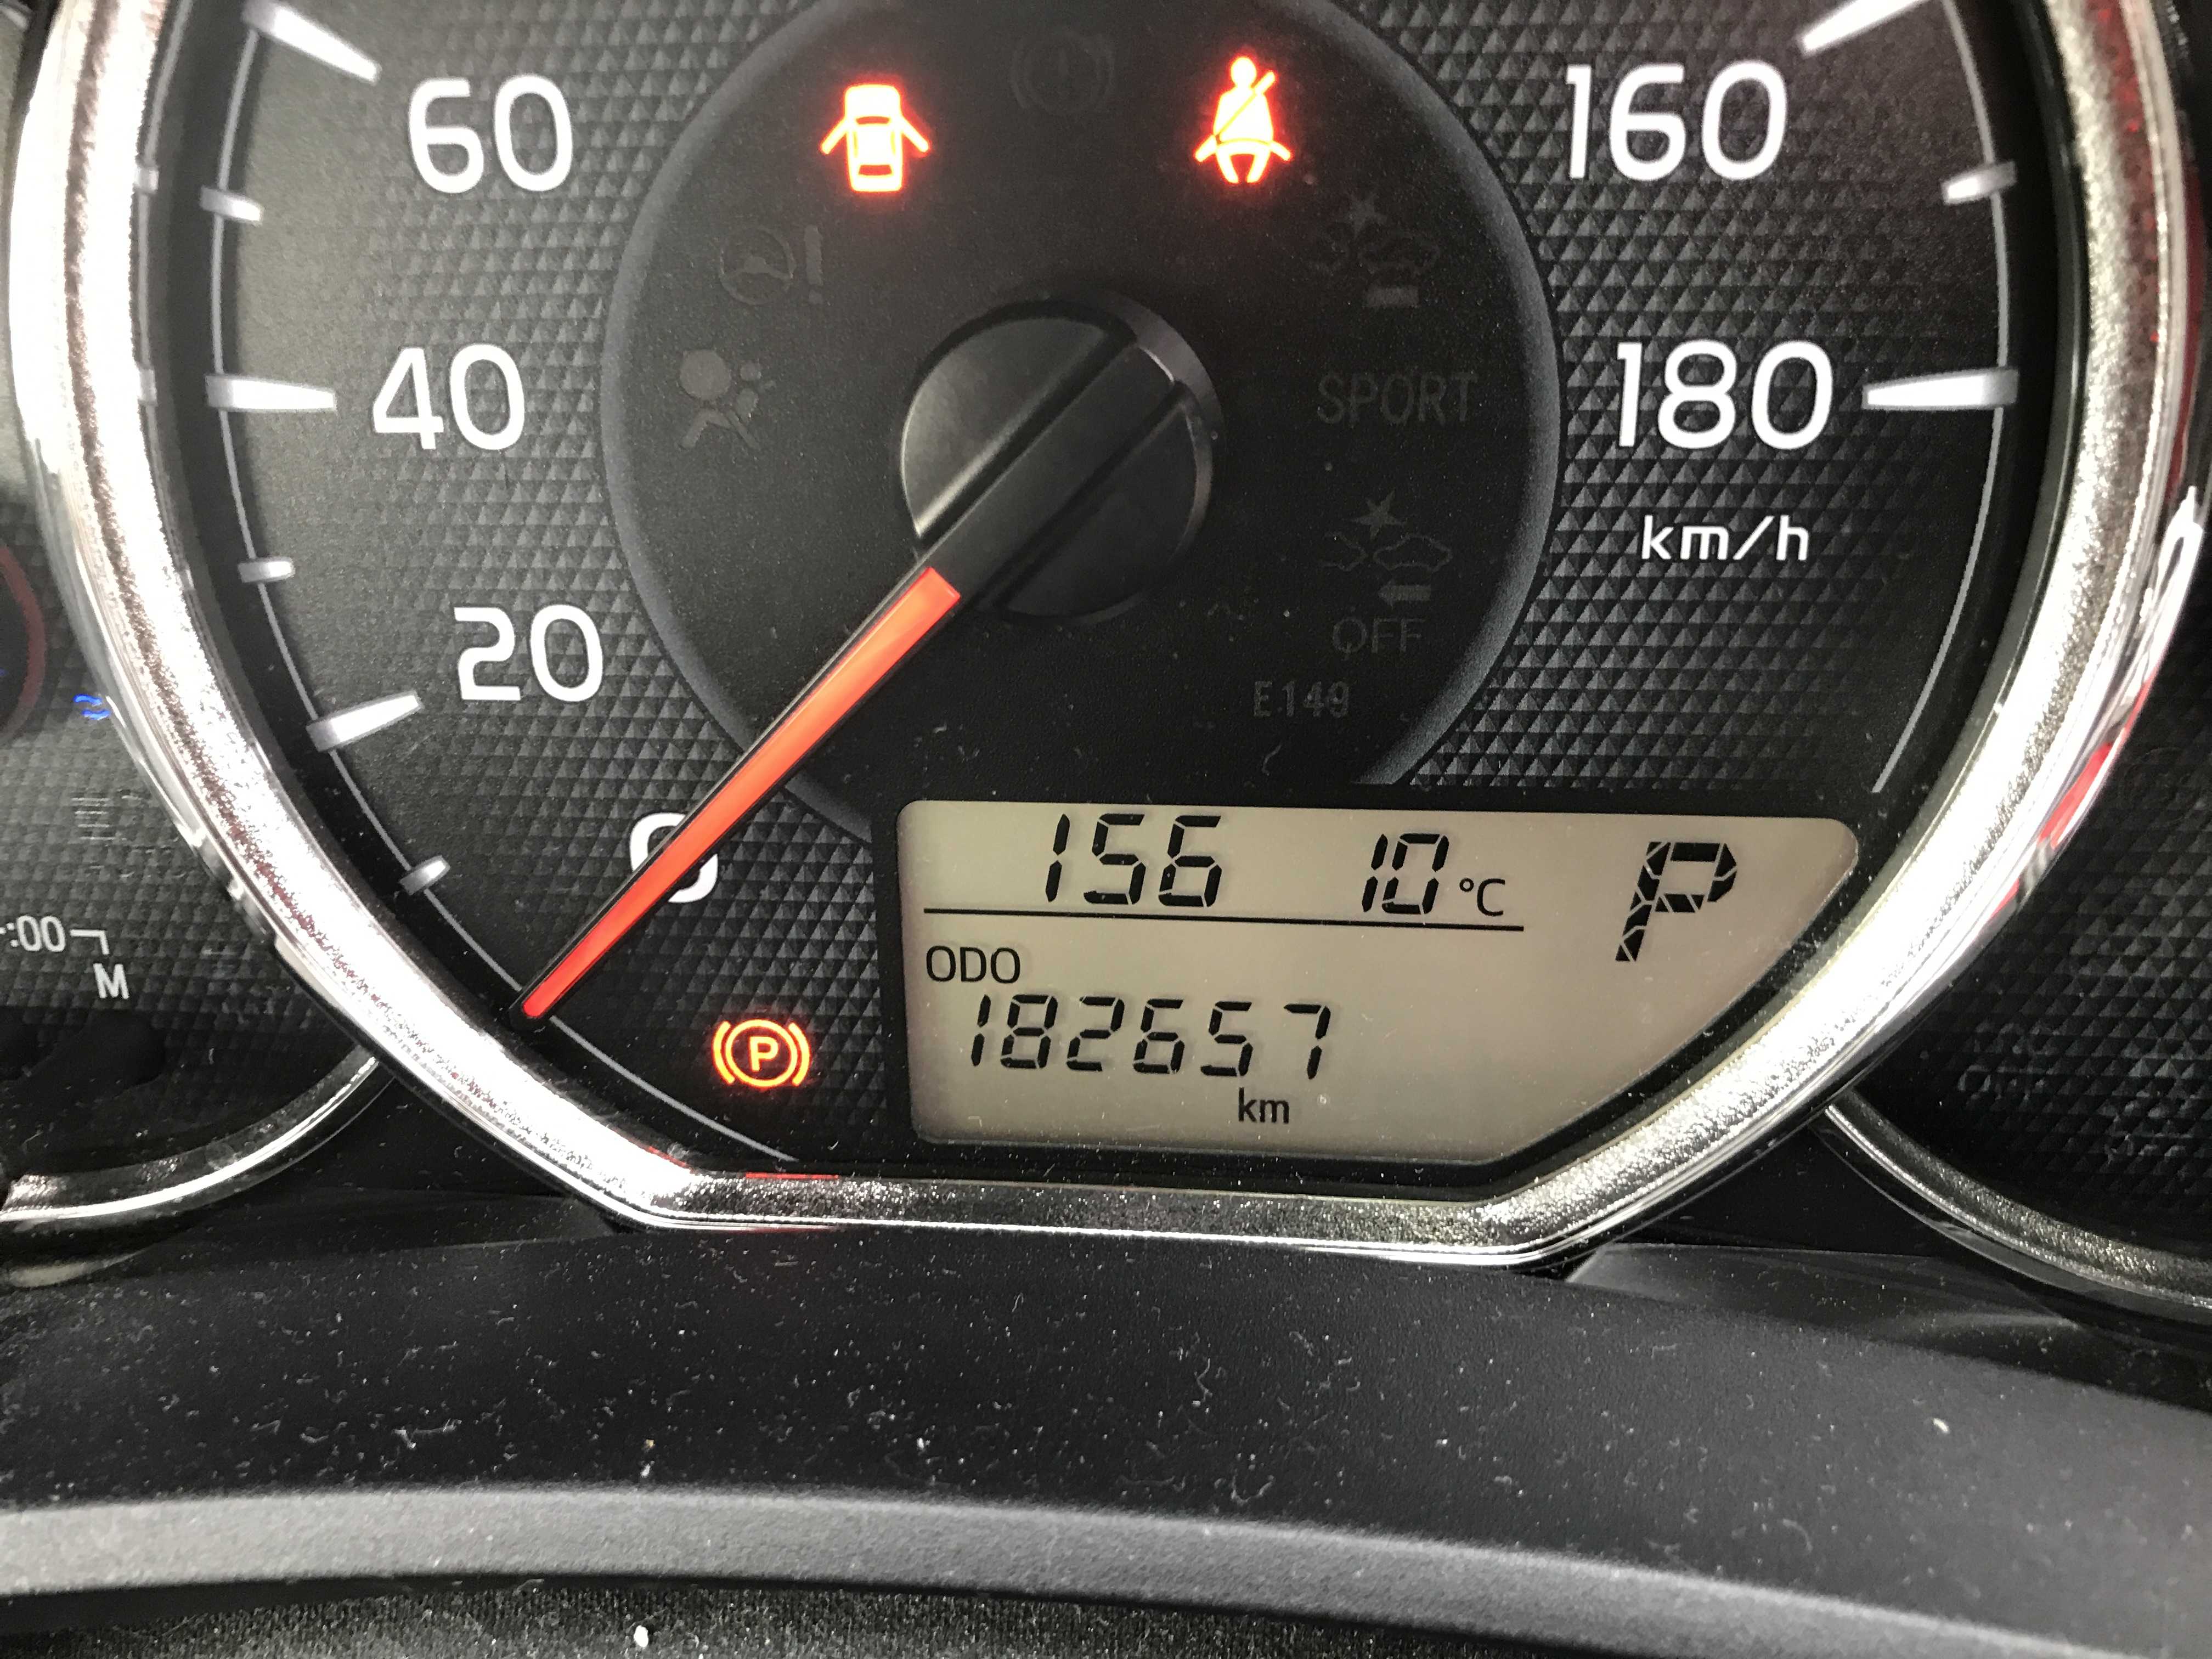 60
160
40
SPORT
180
km/h
20
OFF
E149
0
156 10 °C P
:00
M
ODO
182657
km
P